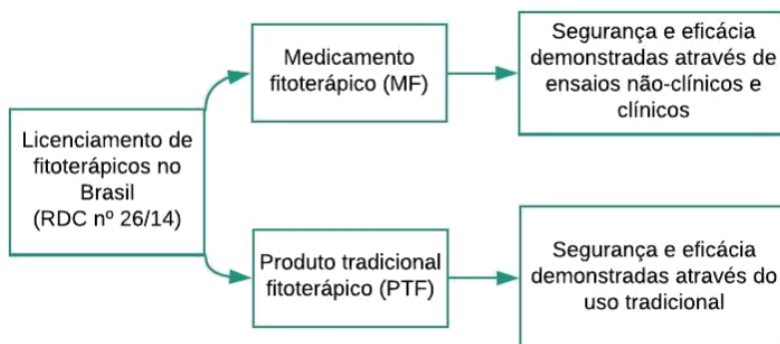 Licenciamento de
fitoterápicos no
Brasil
(RDC nº 26/14)
Medicamento
fitoterápico (MF)
Segurança e eficácia
demonstradas através de
ensaios não-clínicos e
clínicos
Produto tradicional
fitoterápico (PTF)
Segurança e eficácia
demonstradas através do
uso tradicional